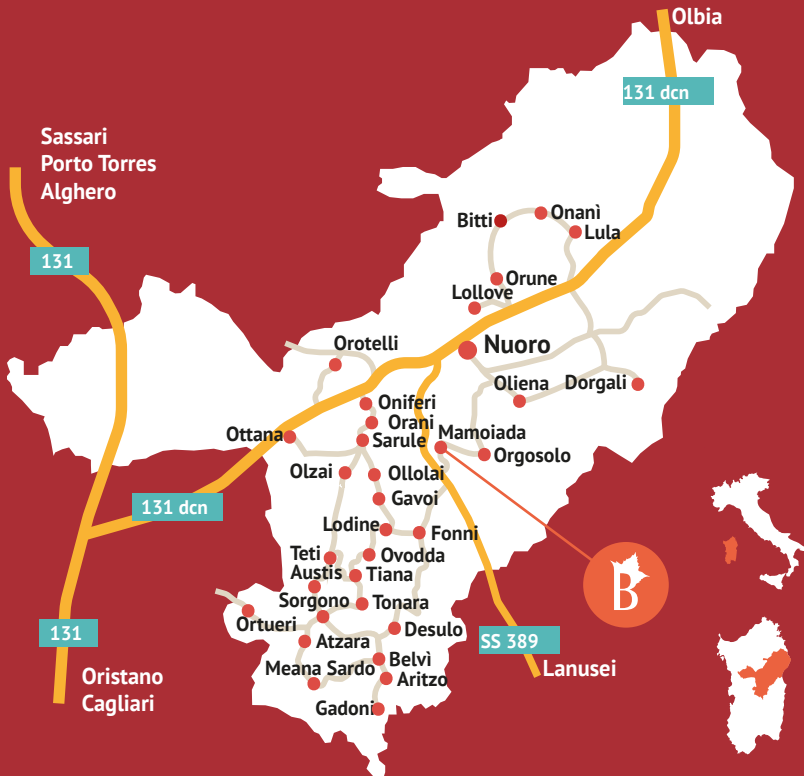 Olbia
131 dcn
Sassari
Porto Torres
Alghero
131
Bitti
Onanì
Lula
Orune
Lollove
Orotelli
Nuoro
Oliena
Dorgali
Oniferi
Orani
Sarule
Ottana
Mamoiada
Orgosolo
Olzai
Ollolai
Gavoi
131 dcn
Lodine
Fonni
Teti
Ovodda
Austis
Tiana
Sorgono
Tonara
Ortueri
Desulo
131
Atzara
SS 389
Belvì
Meana Sardo
Lanusei
Aritzo
Oristano
Cagliari
Gadoni
B